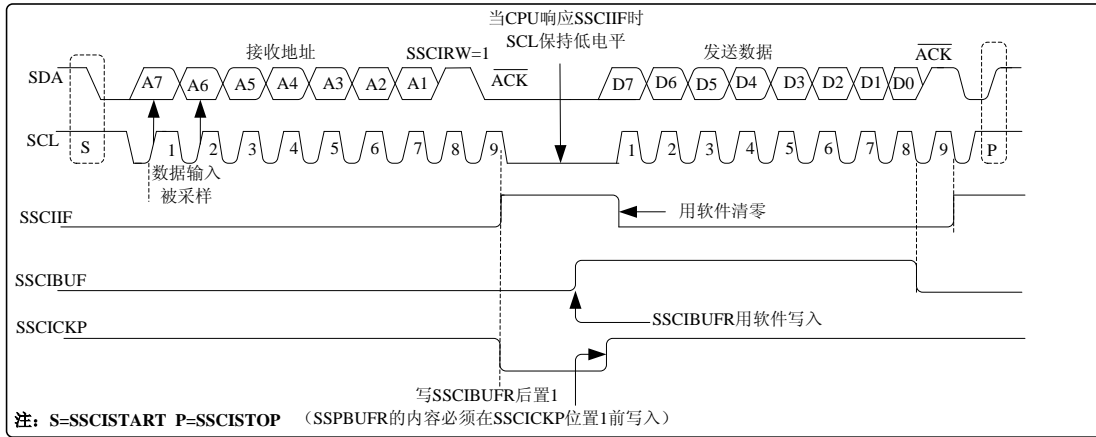 当CPU响应SSCIIF时
SCL保持低电平
接收地址
SSCIRW=1
发送数据
ACK
SDA
A7 A6 A5 A4 A3 A2 A1
ACK
D7 D6 D5 D4 D3 D2 D1 D0
SCL
S
1 2 3 4 5 6 7 8 9
1 2 3 4 5 6 7 8 9
P
数据输入
被采样
SSCIIF
用软件清零
SSCIBUF
SSCIBUFR用软件写入
SSCICKP
写SSCIBUFR后置1
注：S=SSCISTART P=SSCISTOP （SSPBUFR的内容必须在SSCICKP位置1前写入）